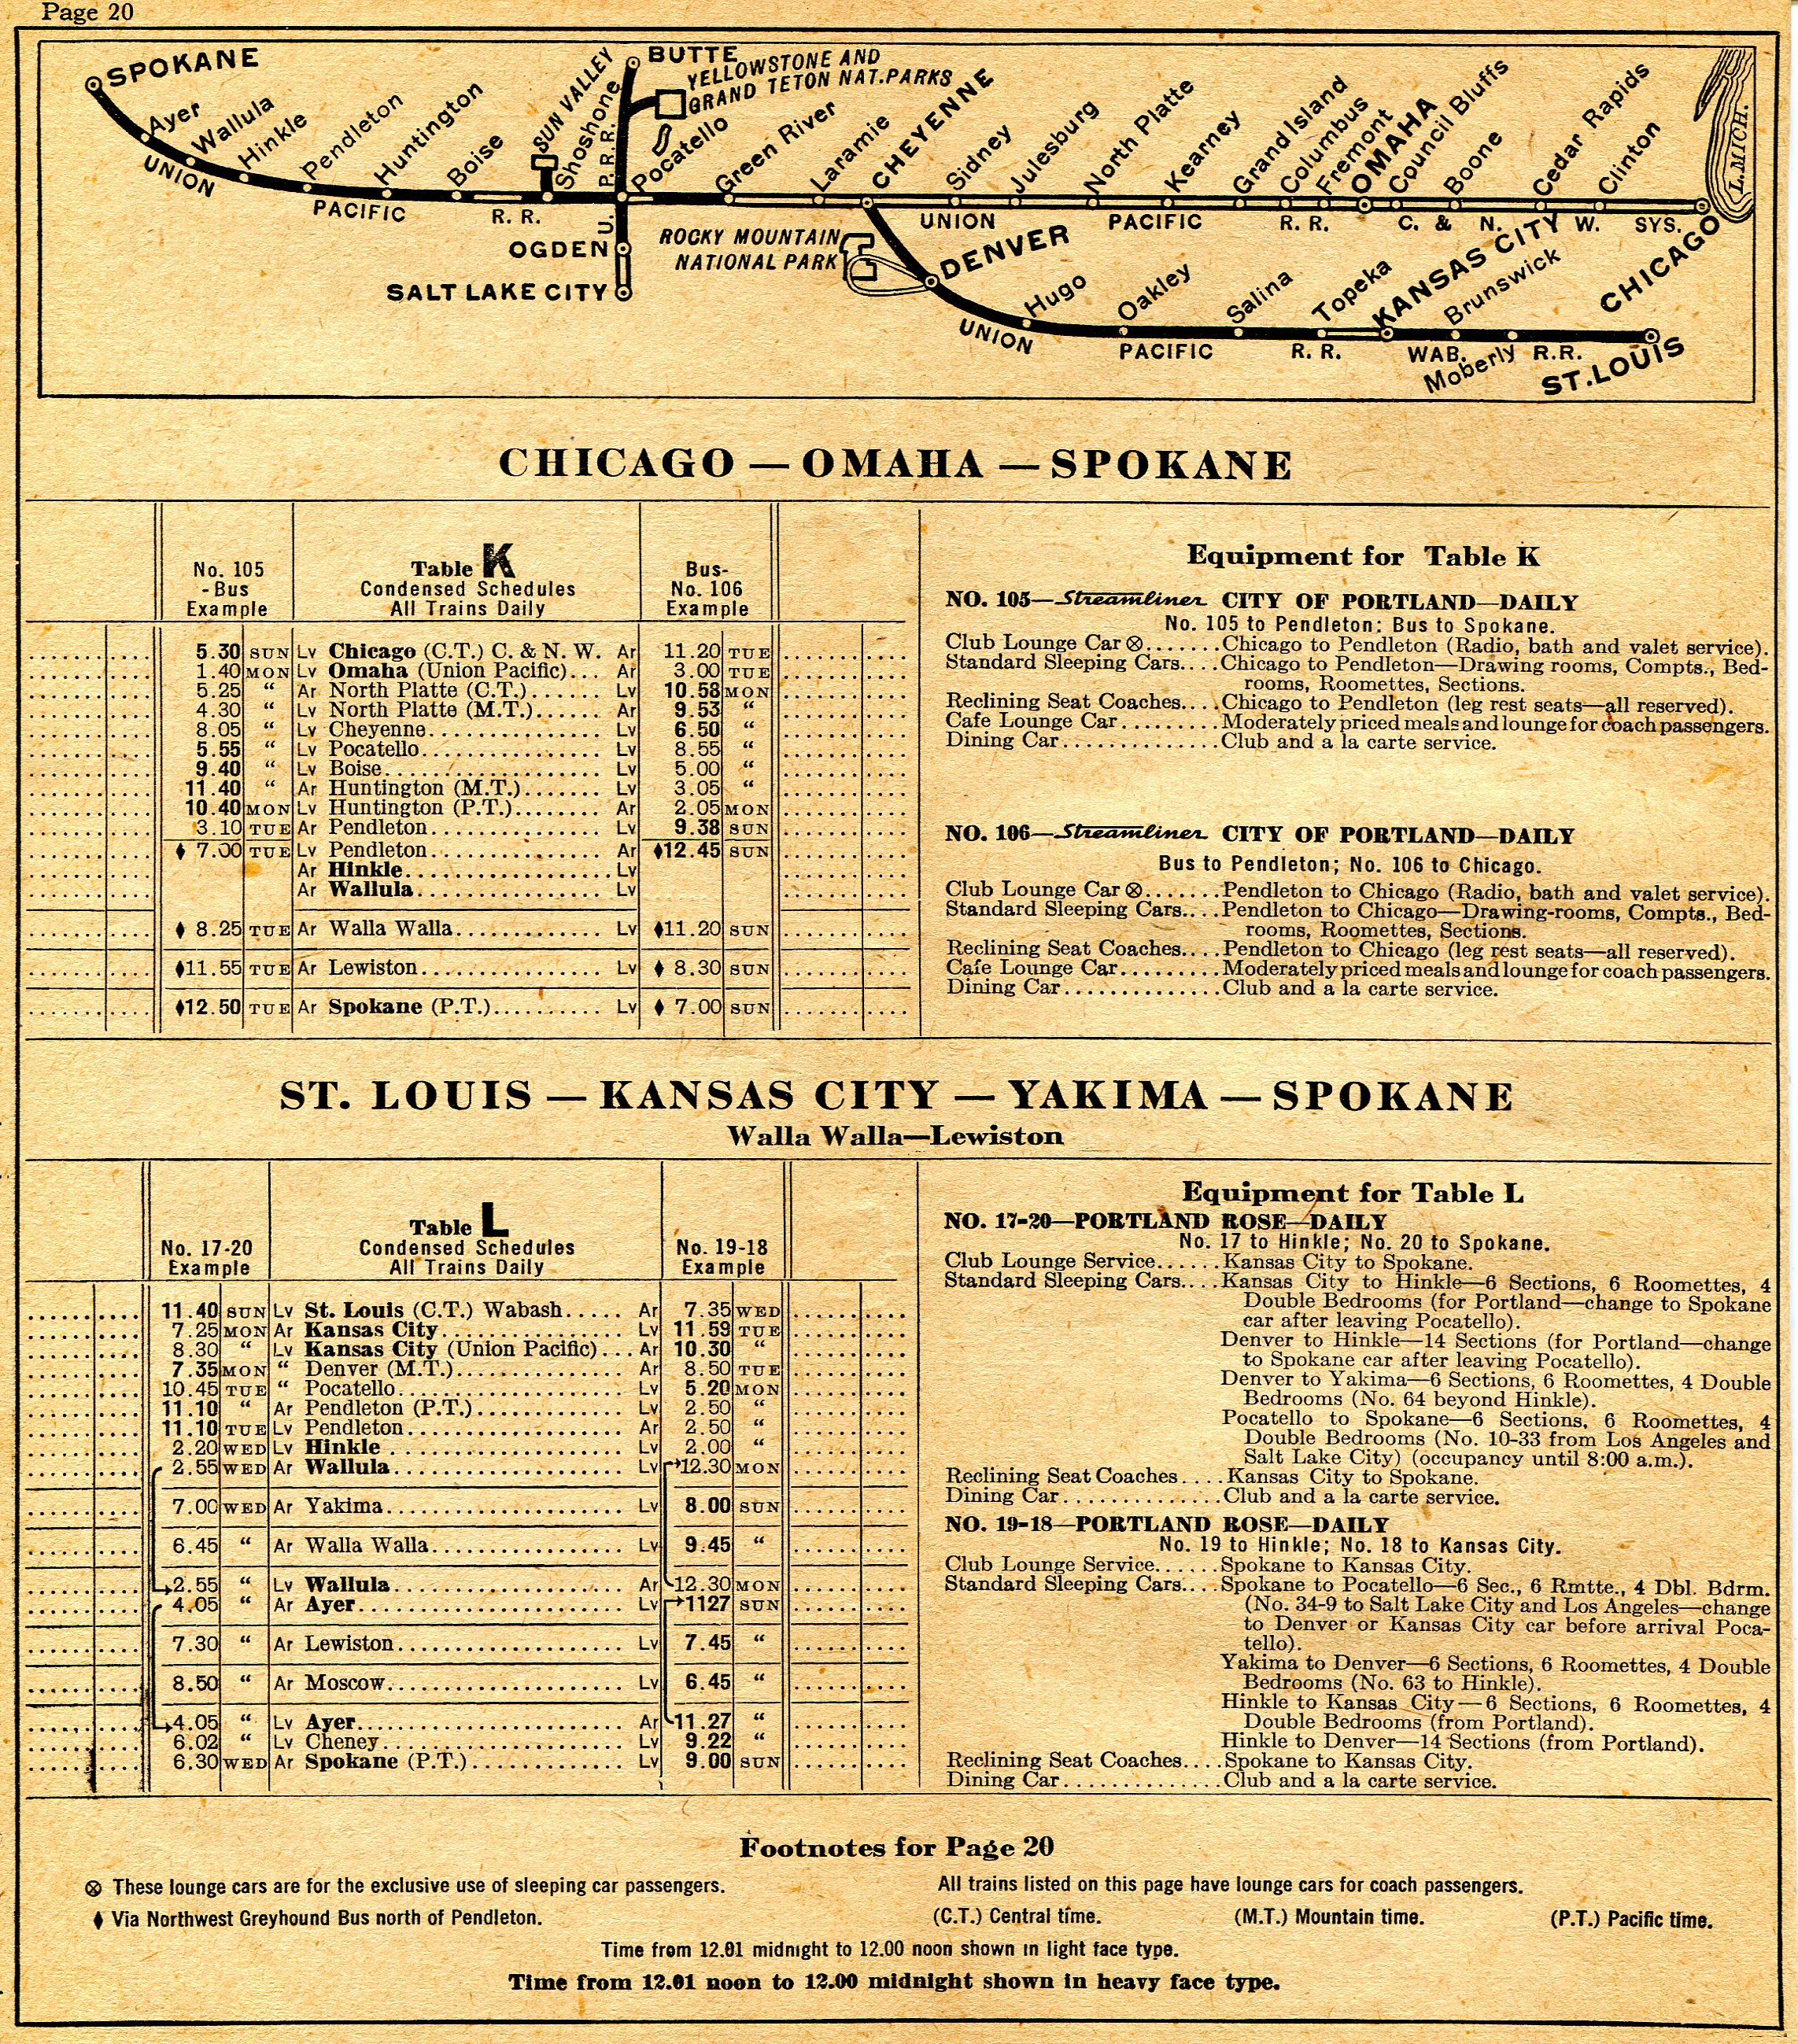 Page 20
SPOKANE
Ayer
Wallula
Hinkle
Pendleton
Huntington
Boise
SUN VALLEY
Shoshone
BUTTE
YELLOWSTONE AND
GRAND TETON NAT.PARKS
Pocatello
Green River
Laramie
CHEYENNE
Sidney
Julesburg
North Platte
Kearney
Grand Island
Columbus
Fremont
OMAHA
Council Bluffs
Boone
Cedar Rapids
Clinton
L.MICH.
UNION PACIFIC R. R.
U. P. R.R.
UNION PACIFIC R. R. C. & N. W. SYS.
CHICAGO
OGDEN
SALT LAKE CITY
ROCKY MOUNTAIN
NATIONAL PARK
DENVER
Hugo
Oakley
Salina
Topeka
KANSAS CITY
Brunswick
Moberly
ST.LOUIS
UNION PACIFIC R. R. WAB. R.R.
CHICAGO — OMAHA — SPOKANE
No. 105 -Bus Example
Table K
Condensed Schedules
All Trains Daily
Bus- No. 106 Example
5.30 SUN Lv Chicago (C.T.) C. & N. W. Ar 11.20 TUE
1.40 MON Lv Omaha (Union Pacific)... Ar 3.00 TUE
5.25 “ Ar North Platte (C.T.)...... Lv 10.58 MON
4.30 “ Lv North Platte (M.T.)...... Ar 9.53 “
8.05 “ Lv Cheyenne............... Lv 6.50 “
5.55 “ Lv Pocatello................ Lv 8.55 “
9.40 “ Lv Boise................... Lv 5.00 “
11.40 “ Ar Huntington (M.T.)....... Lv 3.05 “
10.40 MON Lv Huntington (P.T.)....... Ar 2.05 MON
3.10 TUE Ar Pendleton............... Lv 9.38 SUN
♦ 7.00 TUE Lv Pendleton............... Ar ♦12.45 SUN
Ar Hinkle.................. Lv
Ar Wallula................. Lv
♦ 8.25 TUE Ar Walla Walla............. Lv ♦11.20 SUN
♦11.55 TUE Ar Lewiston................ Lv ♦ 8.30 SUN
♦12.50 TUE Ar Spokane (P.T.).......... Lv ♦ 7.00 SUN
Equipment for Table K
NO. 105—Streamliner CITY OF PORTLAND—DAILY
No. 105 to Pendleton; Bus to Spokane.
Club Lounge Car ⊗.......Chicago to Pendleton (Radio, bath and valet service).
Standard Sleeping Cars....Chicago to Pendleton—Drawing rooms, Compts., Bed-
rooms, Roomettes, Sections.
Reclining Seat Coaches....Chicago to Pendleton (leg rest seats—all reserved).
Cafe Lounge Car..........Moderately priced meals and lounge for coach passengers.
Dining Car................Club and a la carte service.
NO. 106—Streamliner CITY OF PORTLAND—DAILY
Bus to Pendleton; No. 106 to Chicago.
Club Lounge Car ⊗.......Pendleton to Chicago (Radio, bath and valet service).
Standard Sleeping Cars....Pendleton to Chicago—Drawing-rooms, Compts., Bed-
rooms, Roomettes, Sections.
Reclining Seat Coaches....Pendleton to Chicago (leg rest seats—all reserved).
Cafe Lounge Car..........Moderately priced meals and lounge for coach passengers.
Dining Car................Club and a la carte service.
ST. LOUIS — KANSAS CITY — YAKIMA — SPOKANE
Walla Walla—Lewiston
No. 17-20 Example
Table L
Condensed Schedules
All Trains Daily
No. 19-18 Example
11.40 SUN Lv St. Louis (C.T.) Wabash..... Ar 7.35 WED
7.25 MON Ar Kansas City................ Lv 11.59 TUE
8.30 “ Lv Kansas City (Union Pacific)... Ar 10.30 “
7.35 MON “ Denver (M.T.)............. Ar 8.50 TUE
10.45 TUE “ Pocatello.................. Lv 5.20 MON
11.10 “ Ar Pendleton (P.T.)........... Lv 2.50 “
11.10 TUE Lv Pendleton................. Ar 2.50 “
2.20 WED Lv Hinkle.................... Lv 2.00 “
2.55 WED Ar Wallula................... Lv 12.30 MON
7.00 WED Ar Yakima................... Lv 8.00 SUN
6.45 “ Ar Walla Walla............... Lv 9.45 “
2.55 “ Lv Wallula................... Ar 12.30 MON
4.05 “ Ar Ayer...................... Lv 1127 SUN
7.30 “ Ar Lewiston.................. Lv 7.45 “
8.50 “ Ar Moscow................... Lv 6.45 “
4.05 “ Lv Ayer...................... Ar 11.27 “
6.02 “ Lv Cheney................... Lv 9.22 “
6.30 WED Ar Spokane (P.T.)............ Lv 9.00 SUN
Equipment for Table L
NO. 17-20—PORTLAND ROSE—DAILY
No. 17 to Hinkle; No. 20 to Spokane.
Club Lounge Service......Kansas City to Spokane.
Standard Sleeping Cars....Kansas City to Hinkle—6 Sections, 6 Roomettes, 4
Double Bedrooms (for Portland—change to Spokane
car after leaving Pocatello).
Denver to Hinkle—14 Sections (for Portland—change
to Spokane car after leaving Pocatello).
Denver to Yakima—6 Sections, 6 Roomettes, 4 Double
Bedrooms (No. 64 beyond Hinkle).
Pocatello to Spokane—6 Sections, 6 Roomettes, 4
Double Bedrooms (No. 10-33 from Los Angeles and
Salt Lake City) (occupancy until 8:00 a.m.).
Reclining Seat Coaches....Kansas City to Spokane.
Dining Car................Club and a la carte service.
NO. 19-18—PORTLAND ROSE—DAILY
No. 19 to Hinkle; No. 18 to Kansas City.
Club Lounge Service......Spokane to Kansas City.
Standard Sleeping Cars....Spokane to Pocatello—6 Sec., 6 Rmtte., 4 Dbl. Bdrm.
(No. 34-9 to Salt Lake City and Los Angeles—change
to Denver or Kansas City car before arrival Poca-
tello).
Yakima to Denver—6 Sections, 6 Roomettes, 4 Double
Bedrooms (No. 63 to Hinkle).
Hinkle to Kansas City—6 Sections, 6 Roomettes, 4
Double Bedrooms (from Portland).
Hinkle to Denver—14 Sections (from Portland).
Reclining Seat Coaches....Spokane to Kansas City.
Dining Car................Club and a la carte service.
Footnotes for Page 20
⊗ These lounge cars are for the exclusive use of sleeping car passengers.
All trains listed on this page have lounge cars for coach passengers.
♦ Via Northwest Greyhound Bus north of Pendleton.
(C.T.) Central time. (M.T.) Mountain time. (P.T.) Pacific time.
Time from 12.01 midnight to 12.00 noon shown in light face type.
Time from 12.01 noon to 12.00 midnight shown in heavy face type.